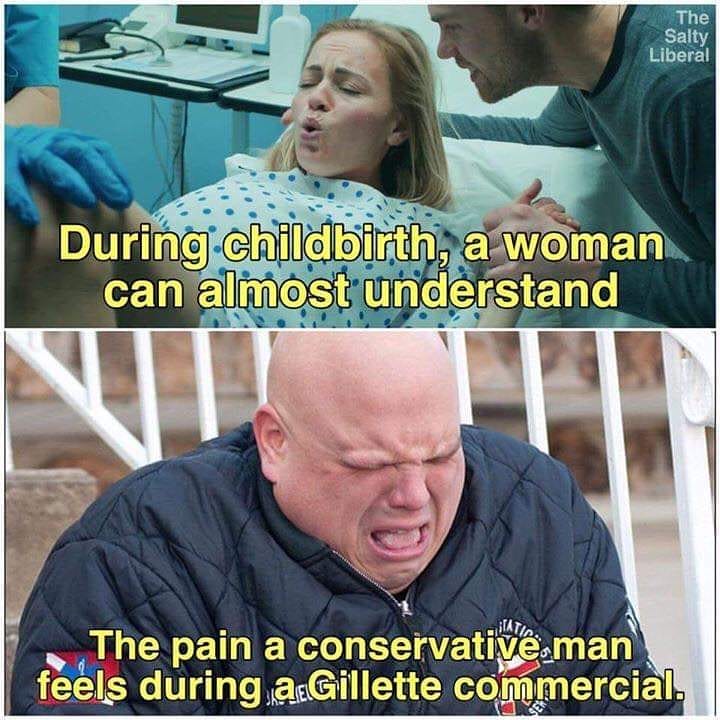 The
Salty
Liberal
During childbirth, a woman
can almost understand
The pain a conservative man
feels during a Gillette commercial.